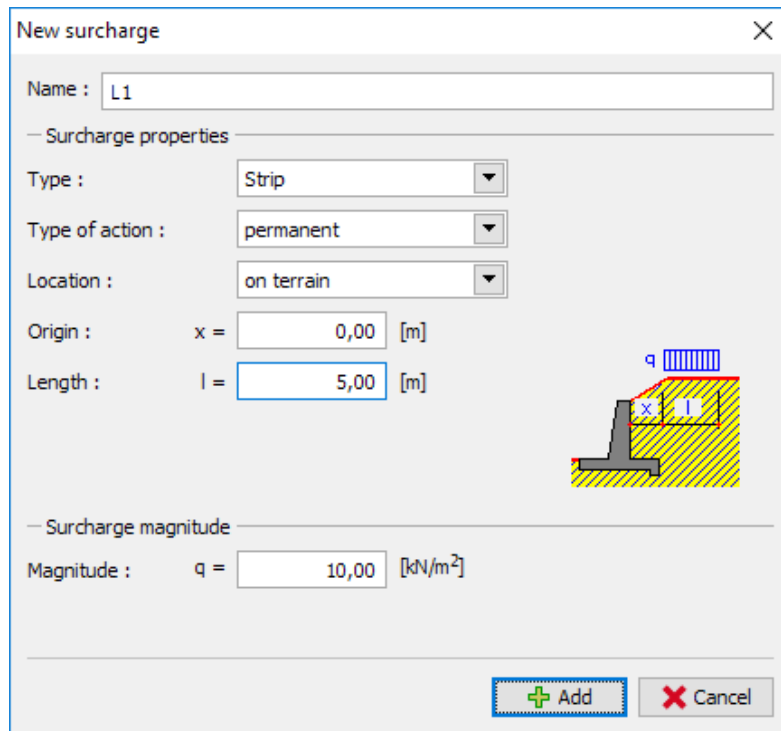 New surcharge
Name : L1
Surcharge properties
Type : Strip
Type of action : permanent
Location : on terrain
Origin : x = 0,00 [m]
Length : l = 5,00 [m]
q
x l
Surcharge magnitude
Magnitude : q = 10,00 [kN/m²]
Add Cancel